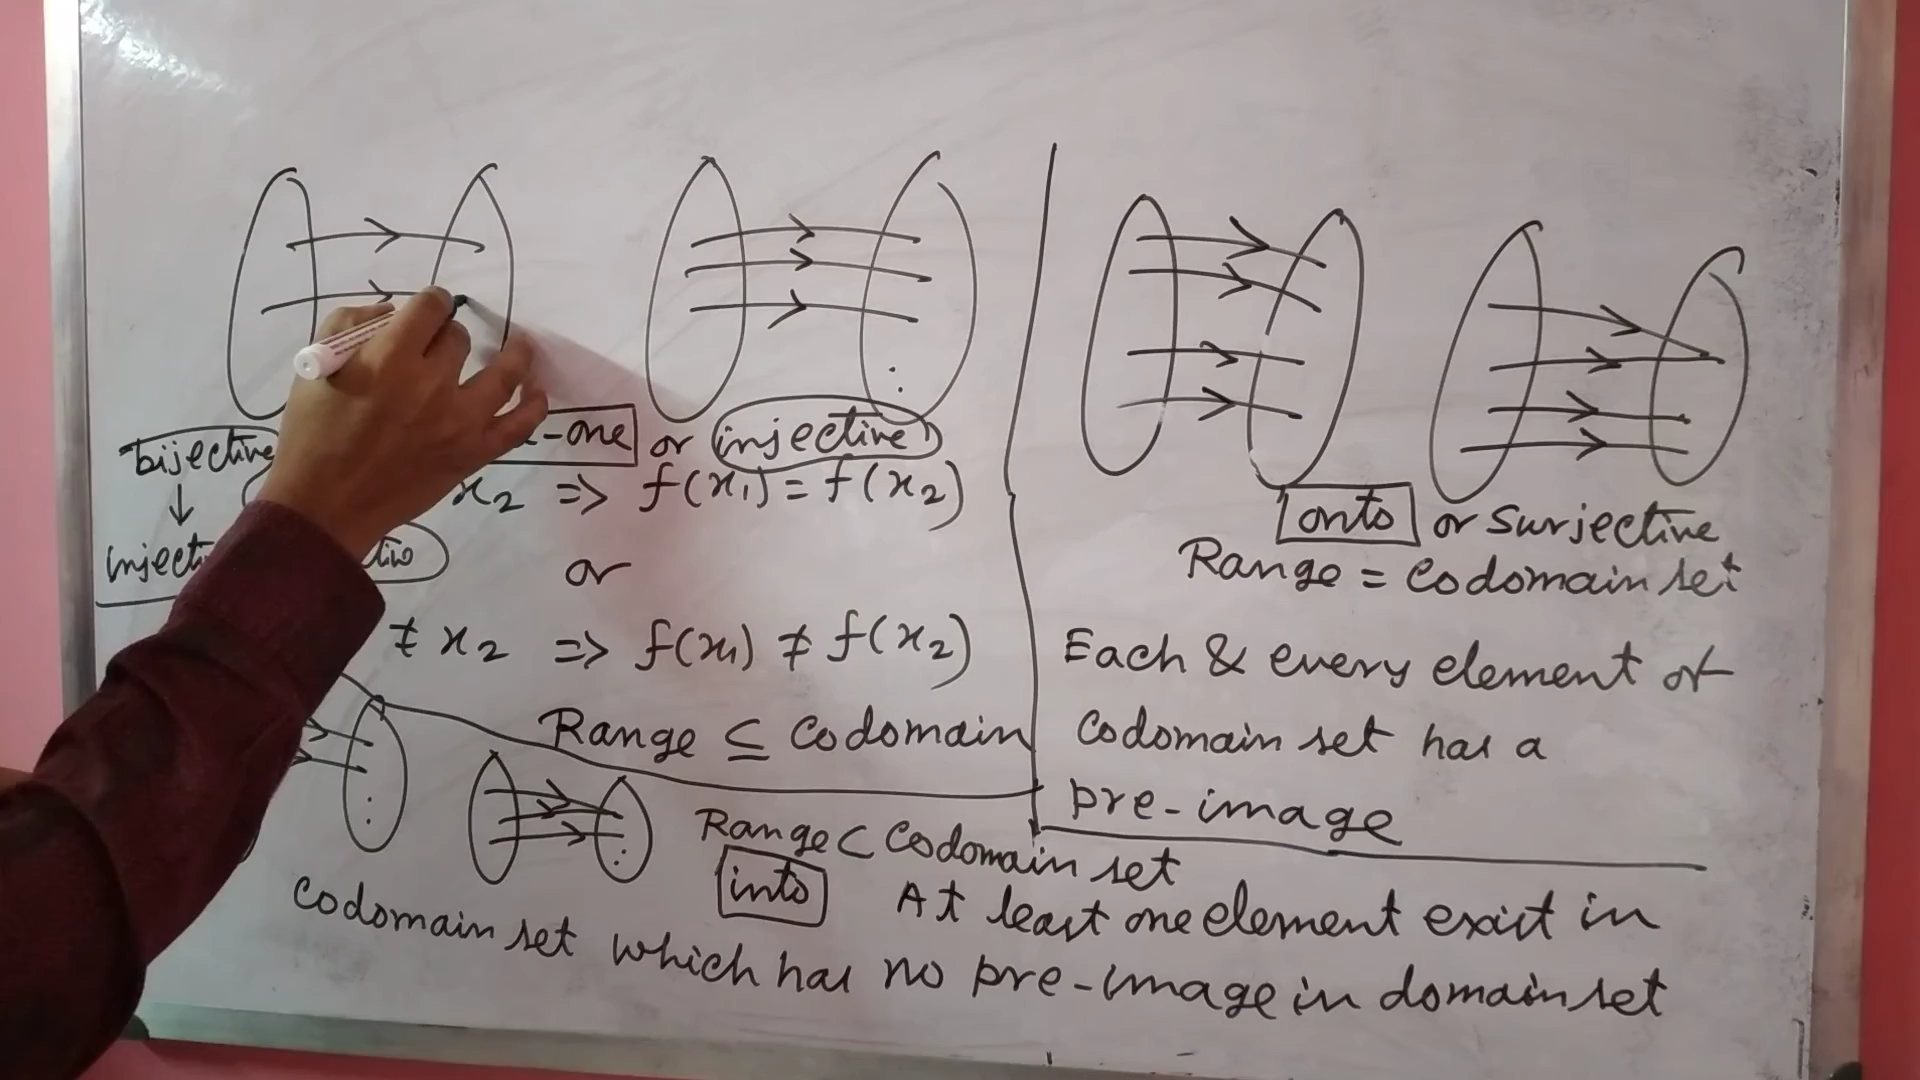 bijective
↓
-one or injective
x2 => f(x1) = f(x2)
or
≠ x2 => f(x1) ≠ f(x2)
Range ⊆ Codomain
onto or surjective
Range = Codomain set
Each & every element of
Codomain set has a
pre-image
Range ⊂ Codomain set
into At least one element exist in
Codomain set which has no pre-image in domain set